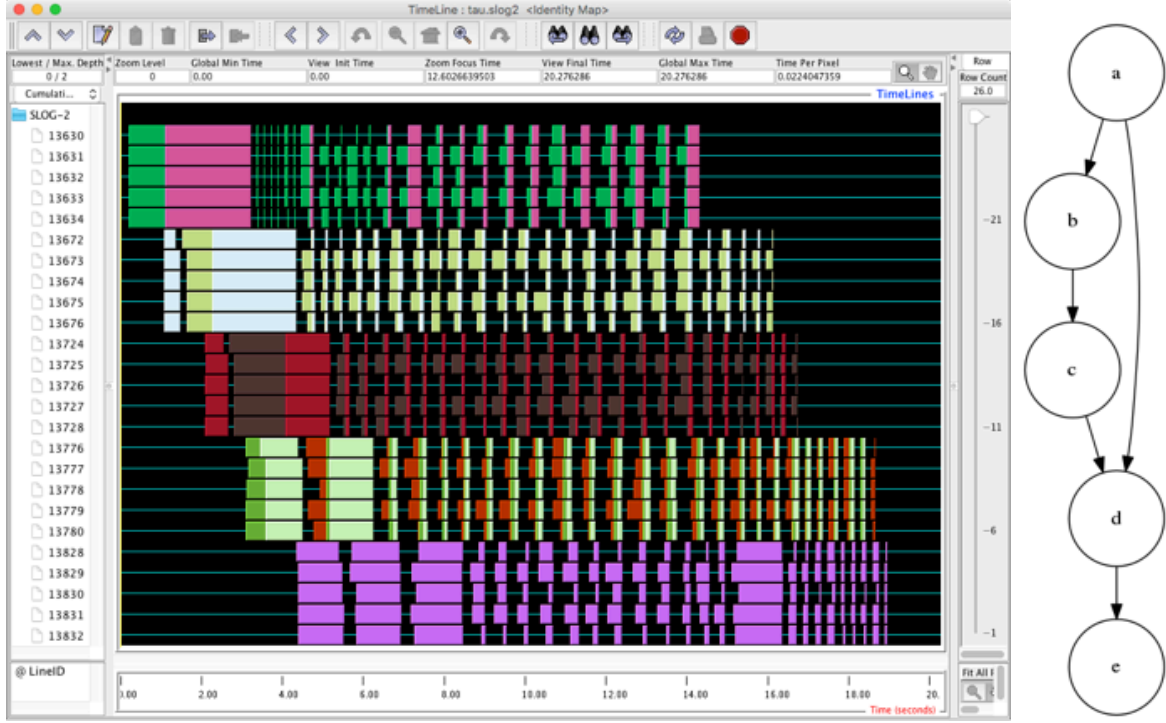 TimeLine : tau.slog2 <Identity Map>
Lowest / Max. Depth Zoom Level Global Min Time View Init Time Zoom Focus Time View Final Time Global Max Time Time Per Pixel Row
0 / 2 0 0.00 0.00 12.6026639503 20.276286 20.276286 0.0224047359 Row Count
Cumulati... 26.0
TimeLines
SLOG-2
13630
13631
13632
13633
13634
13672
13673
13674
13675
13676
13724
13725
13726
13727
13728
13776
13777
13778
13779
13780
13828
13829
13830
13831
13832
-21
-16
-11
-6
-1
@ LineID
0.00 2.00 4.00 6.00 8.00 10.00 12.00 14.00 16.00 18.00 20.
Time (seconds)
Fit All
a
b
c
d
e